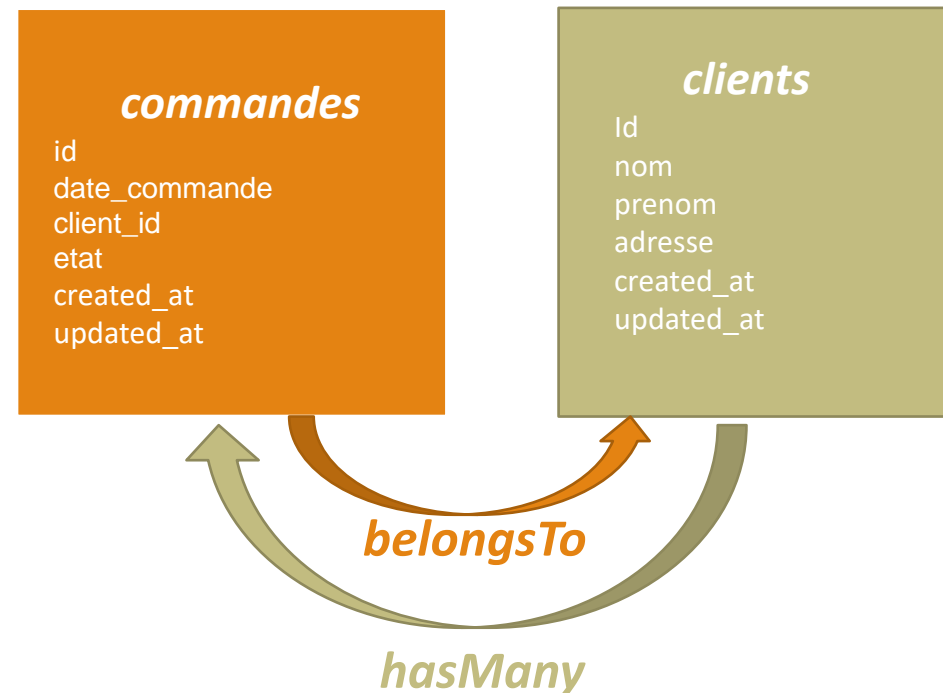 commandes
id
date_commande
client_id
etat
created_at
updated_at
clients
Id
nom
prenom
adresse
created_at
updated_at
belongsTo
hasMany